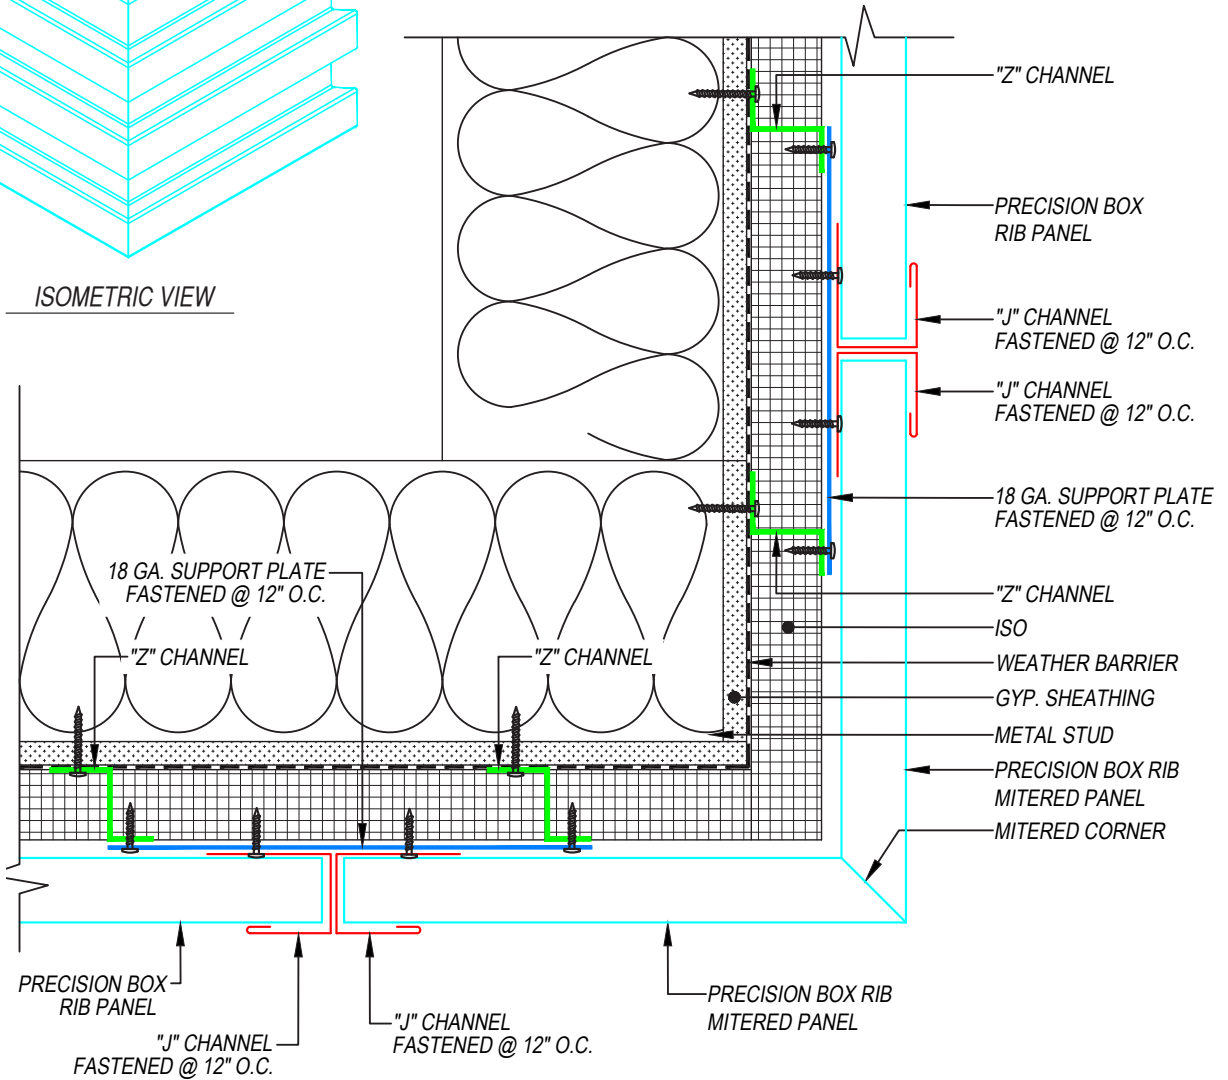 ISOMETRIC VIEW
"Z" CHANNEL
PRECISION BOX
RIB PANEL
"J" CHANNEL
FASTENED @ 12" O.C.
"J" CHANNEL
FASTENED @ 12" O.C.
18 GA. SUPPORT PLATE
FASTENED @ 12" O.C.
"Z" CHANNEL
ISO
WEATHER BARRIER
GYP. SHEATHING
METAL STUD
PRECISION BOX RIB
MITERED PANEL
MITERED CORNER
18 GA. SUPPORT PLATE
FASTENED @ 12" O.C.
"Z" CHANNEL
"Z" CHANNEL
PRECISION BOX
RIB PANEL
"J" CHANNEL
FASTENED @ 12" O.C.
"J" CHANNEL
FASTENED @ 12" O.C.
PRECISION BOX RIB
MITERED PANEL